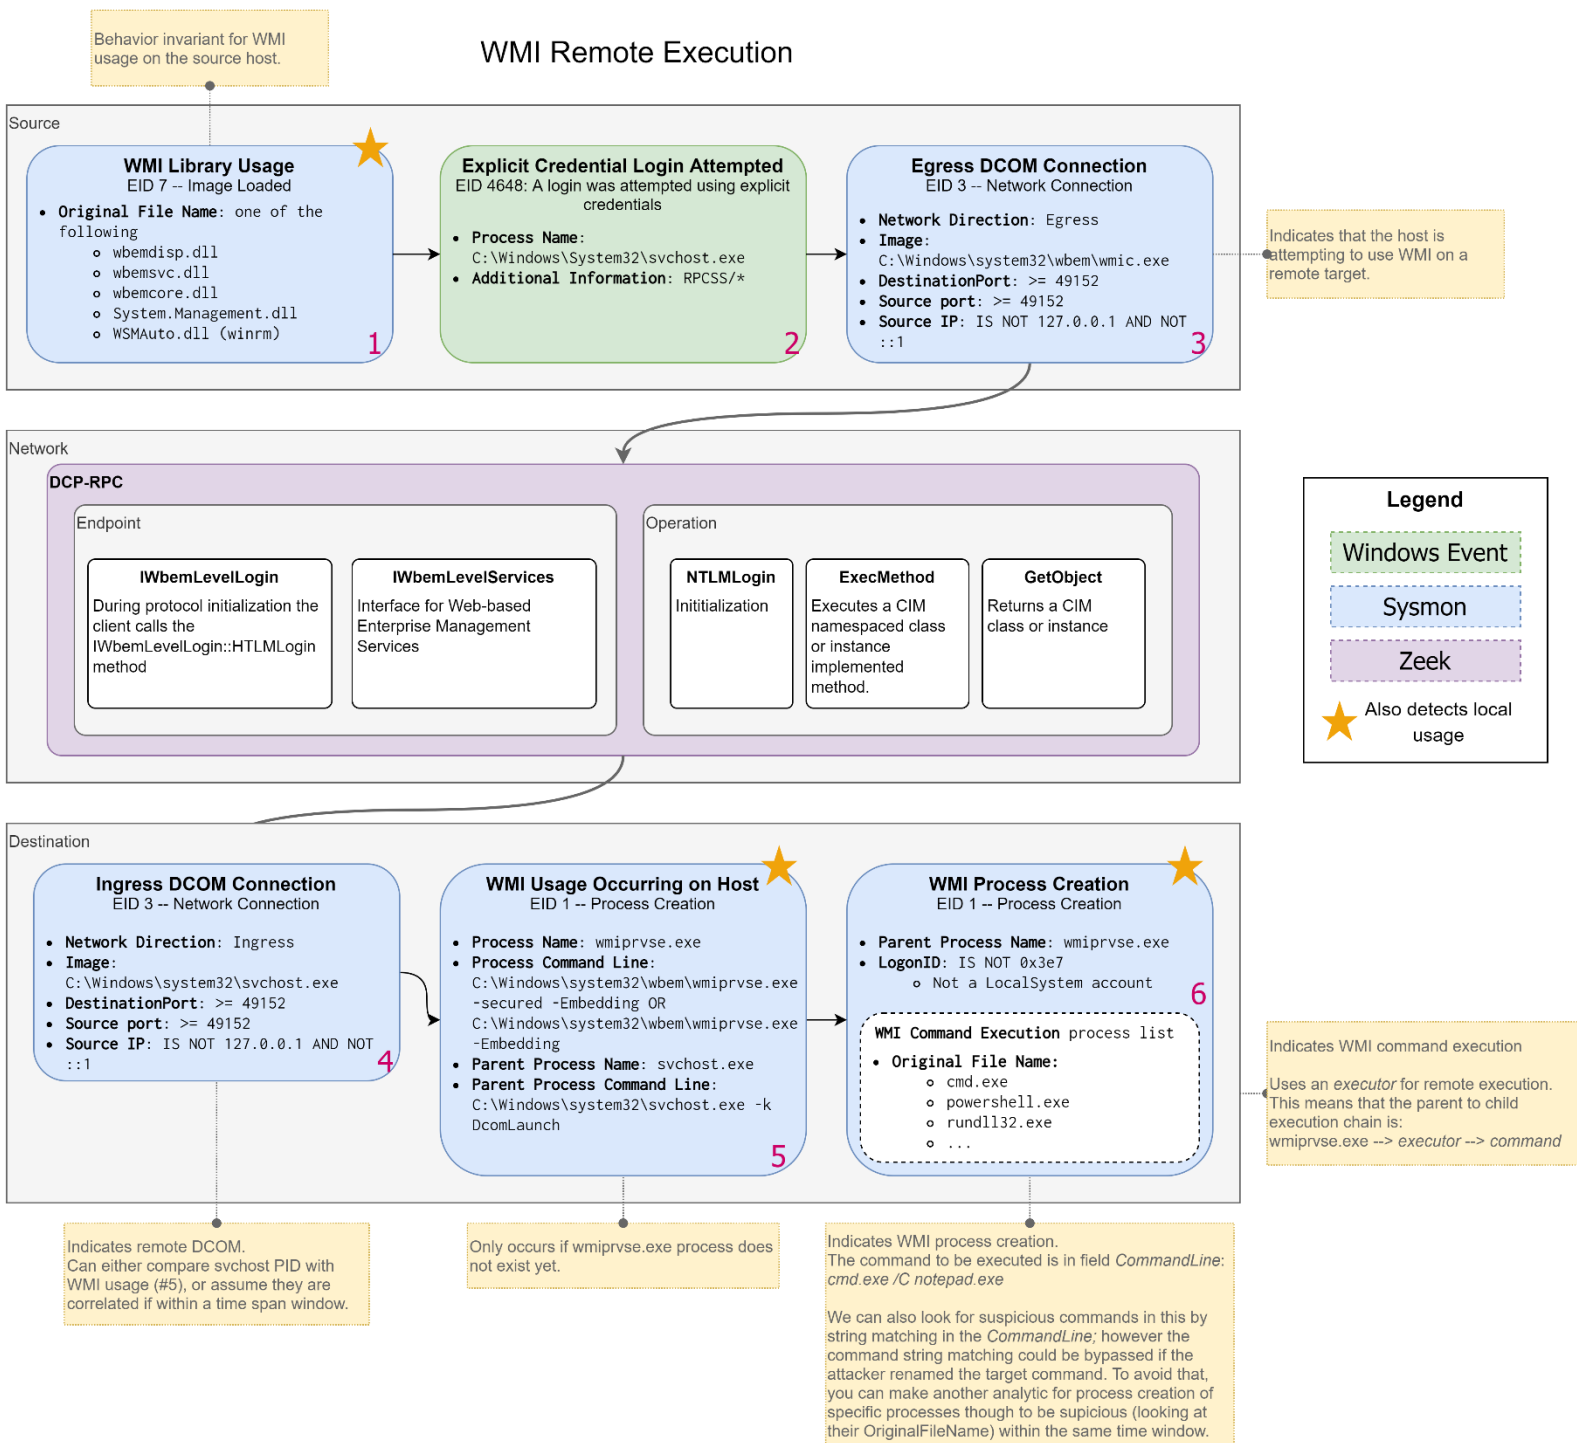 Behavior invariant for WMI
usage on the source host.
WMI Remote Execution
Source
WMI Library Usage
EID 7 -- Image Loaded
• Original File Name: one of the
following
wbemdisp.dll
wbemsvc.dll
wbemcore.dll
System.Management.dll
WSMAuto.dll (winrm)
1
Explicit Credential Login Attempted
EID 4648: A login was attempted using explicit
credentials
• Process Name:
C:\Windows\System32\svchost.exe
• Additional Information: RPCSS/*
2
Egress DCOM Connection
EID 3 -- Network Connection
• Network Direction: Egress
• Image:
C:\Windows\system32\wbem\wmic.exe
• DestinationPort: >= 49152
• Source port: >= 49152
• Source IP: IS NOT 127.0.0.1 AND NOT
::1
3
Indicates that the host is
attempting to use WMI on a
remote target.
Network
DCP-RPC
Endpoint
IWbemLevelLogin
During protocol initialization the
client calls the
IWbemLevelLogin::HTLMLogin
method
IWbemLevelServices
Interface for Web-based
Enterprise Management
Services
Operation
NTLMLogin
Inititialization
ExecMethod
Executes a CIM
namespaced class
or instance
implemented
method.
GetObject
Returns a CIM
class or instance
Legend
Windows Event
Sysmon
Zeek
Also detects local
usage
Destination
Ingress DCOM Connection
EID 3 -- Network Connection
• Network Direction: Ingress
• Image:
C:\Windows\system32\svchost.exe
• DestinationPort: >= 49152
• Source port: >= 49152
• Source IP: IS NOT 127.0.0.1 AND NOT
::1
4
WMI Usage Occurring on Host
EID 1 -- Process Creation
• Process Name: wmiprvse.exe
• Process Command Line:
C:\Windows\system32\wbem\wmiprvse.exe
-secured -Embedding OR
C:\Windows\system32\wbem\wmiprvse.exe
-Embedding
• Parent Process Name: svchost.exe
• Parent Process Command Line:
C:\Windows\system32\svchost.exe -k
DcomLaunch
5
WMI Process Creation
EID 1 -- Process Creation
• Parent Process Name: wmiprvse.exe
• LogonID: IS NOT 0x3e7
Not a LocalSystem account
6
WMI Command Execution process list
• Original File Name:
cmd.exe
powershell.exe
rundll32.exe
...
Indicates WMI command execution
Uses an executor for remote execution.
This means that the parent to child
execution chain is:
wmiprvse.exe --> executor --> command
Indicates remote DCOM.
Can either compare svchost PID with
WMI usage (#5), or assume they are
correlated if within a time span window.
Only occurs if wmiprvse.exe process does
not exist yet.
Indicates WMI process creation.
The command to be executed is in field CommandLine:
cmd.exe /C notepad.exe
We can also look for suspicious commands in this by
string matching in the CommandLine; however the
command string matching could be bypassed if the
attacker renamed the target command. To avoid that,
you can make another analytic for process creation of
specific processes though to be supicious (looking at
their OriginalFileName) within the same time window.